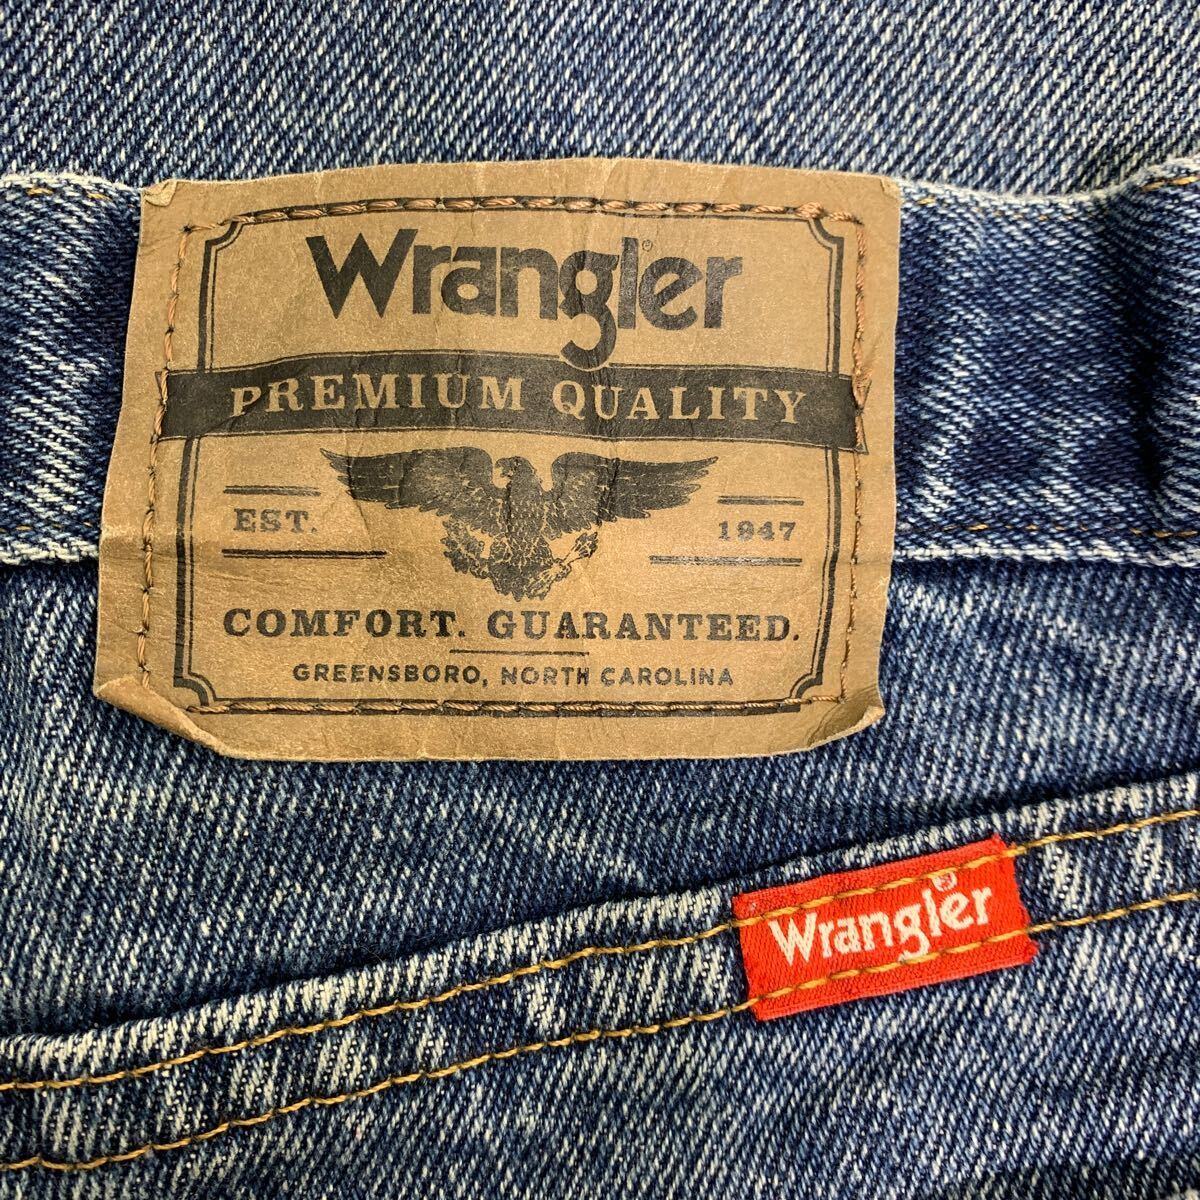 Wrangler®
PREMIUM QUALITY
EST. 1947
COMFORT. GUARANTEED.
GREENSBORO, NORTH CAROLINA
Wrangler®